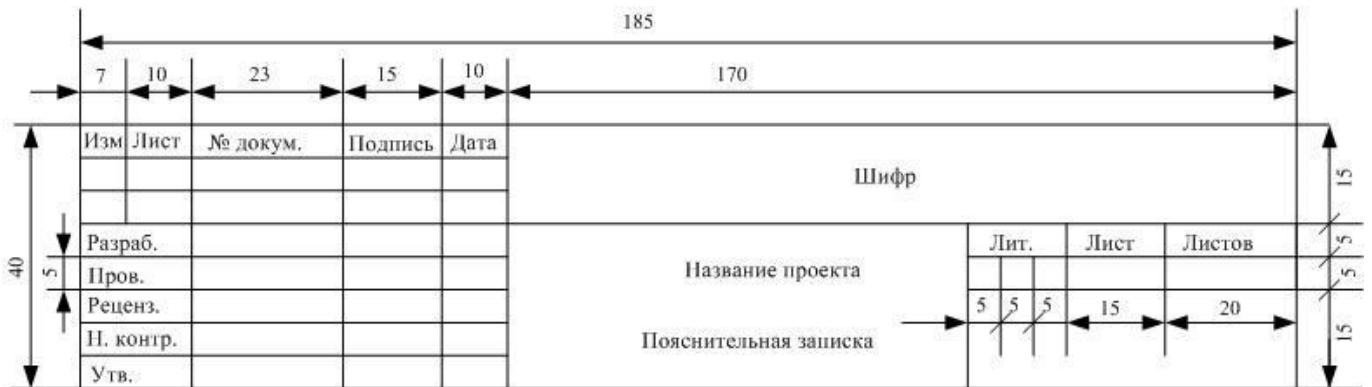 185
7 10 23 15 10 170
Изм Лист № докум. Подпись Дата
Шифр
15
Разраб.
Лит. Лист Листов
5
40
5
Пров.
Название проекта
5
Реценз.
5 5 5 15 20
Н. контр.
Пояснительная записка
15
Утв.